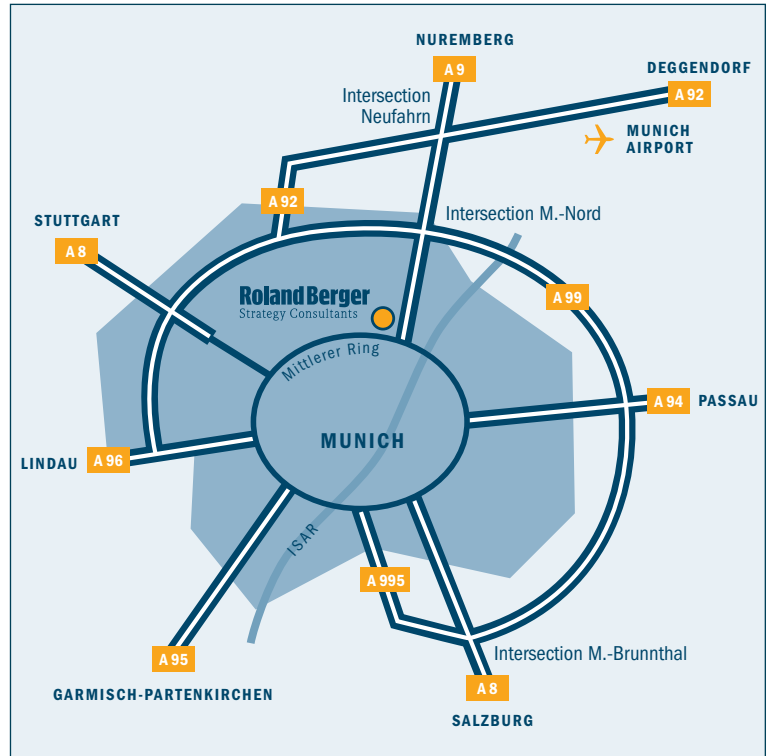 NUREMBERG
A 9
DEGGENDORF
A 92
Intersection
Neufahrn
MUNICH
AIRPORT
A 92
STUTTGART
A 8
Intersection M.-Nord
Roland Berger
Strategy Consultants
A 99
Mittlerer Ring
A 94
PASSAU
MUNICH
LINDAU
A 96
ISAR
A 995
Intersection M.-Brunnthal
A 95
GARMISCH-PARTENKIRCHEN
A 8
SALZBURG